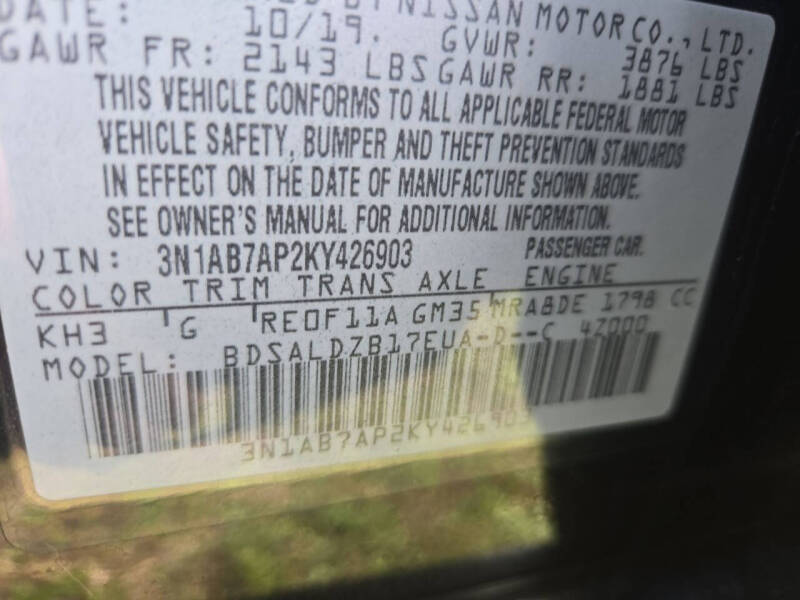 DATE: NISSAN MOTOR CO., LTD.
10/19. GVWR: 3876 LBS
GAWR FR: 2143 LBS GAWR RR: 1881 LBS
THIS VEHICLE CONFORMS TO ALL APPLICABLE FEDERAL MOTOR
VEHICLE SAFETY, BUMPER AND THEFT PREVENTION STANDARDS
IN EFFECT ON THE DATE OF MANUFACTURE SHOWN ABOVE.
SEE OWNER'S MANUAL FOR ADDITIONAL INFORMATION.
VIN: 3N1AB7AP2KY426903 PASSENGER CAR.
COLOR TRIM TRANS AXLE ENGINE
KH3 G RE0F11A GM35 MRA8DE 1798 CC
MODEL: BDSALDZB17EUA-D--C 4Z000
3N1AB7AP2KY426903